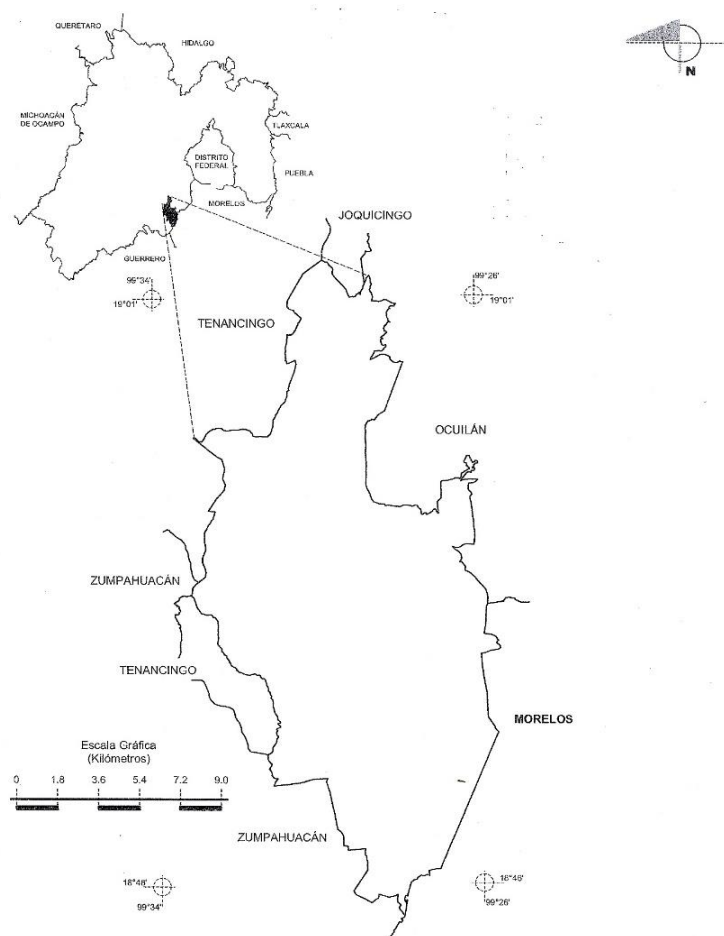 QUERÉTARO
HIDALGO
MICHOACÁN
DE OCAMPO
TLAXCALA
DISTRITO
FEDERAL
PUEBLA
MORELOS
GUERRERO
N
JOQUICINGO
99°34'
19°01'
99°26'
19°01'
TENANCINGO
OCUILÁN
ZUMPAHUACÁN
TENANCINGO
MORELOS
Escala Gráfica
(Kilómetros)
0 1.8 3.6 5.4 7.2 9.0
ZUMPAHUACÁN
18°46'
99°34'
18°46'
99°26'